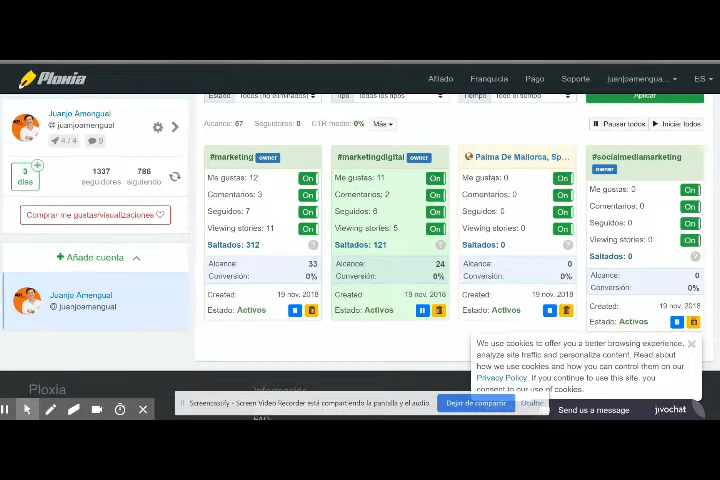 Ploxia
Afiliado Franquicia Pago Soporte juanjoamengua... ES
Estado Todos (no eliminados) Tipo Todos los tipos Tiempo Todo el tiempo Aplicar
Juanjo Amengual
@ juanjoamengual
4 / 4 9
Alcance: 57 Seguidores: 0 CTR medio: 0% Más
Pausar todos Iniciar todos
3 días
1337 seguidores
786 siguiendo
Comprar me gustas/visualizaciones
Añade cuenta
Juanjo Amengual
@ juanjoamengual
#marketing owner
Me gustas: 12 On
Comentarios: 3 On
Seguidos: 7 On
Viewing stories: 11 On
Saltados: 312 ?
Alcance: 33
Conversión: 0%
Created: 19 nov. 2018
Estado: Activos
#marketingdigital owner
Me gustas: 11 On
Comentarios: 2 On
Seguidos: 6 On
Viewing stories: 5 On
Saltados: 121 ?
Alcance: 24
Conversión: 0%
Created: 19 nov. 2018
Estado: Activos
Palma De Mallorca, Sp...
Me gustas: 0 On
Comentarios: 0 On
Seguidos: 0 On
Viewing stories: 0 On
Saltados: 0 ?
Alcance: 0
Conversión: 0%
Created: 19 nov. 2018
Estado: Activos
#socialmediamarketing
owner
Me gustas: 0 On
Comentarios: 0 On
Seguidos: 0 On
Viewing stories: 0 On
Saltados: 0 ?
Alcance: 0
Conversión: 0%
Created: 19 nov. 2018
Estado: Activos
We use cookies to offer you a better browsing experience,
analyze site traffic and personalize content. Read about
how we use cookies and how you can control them on our
Privacy Policy. If you continue to use this site, you
consent to our use of cookies.
Ploxia
Información
FAQ
Screencastify - Screen Video Recorder está compartiendo la pantalla y el audio. Dejar de compartir Ocultar
Send us a message jivochat